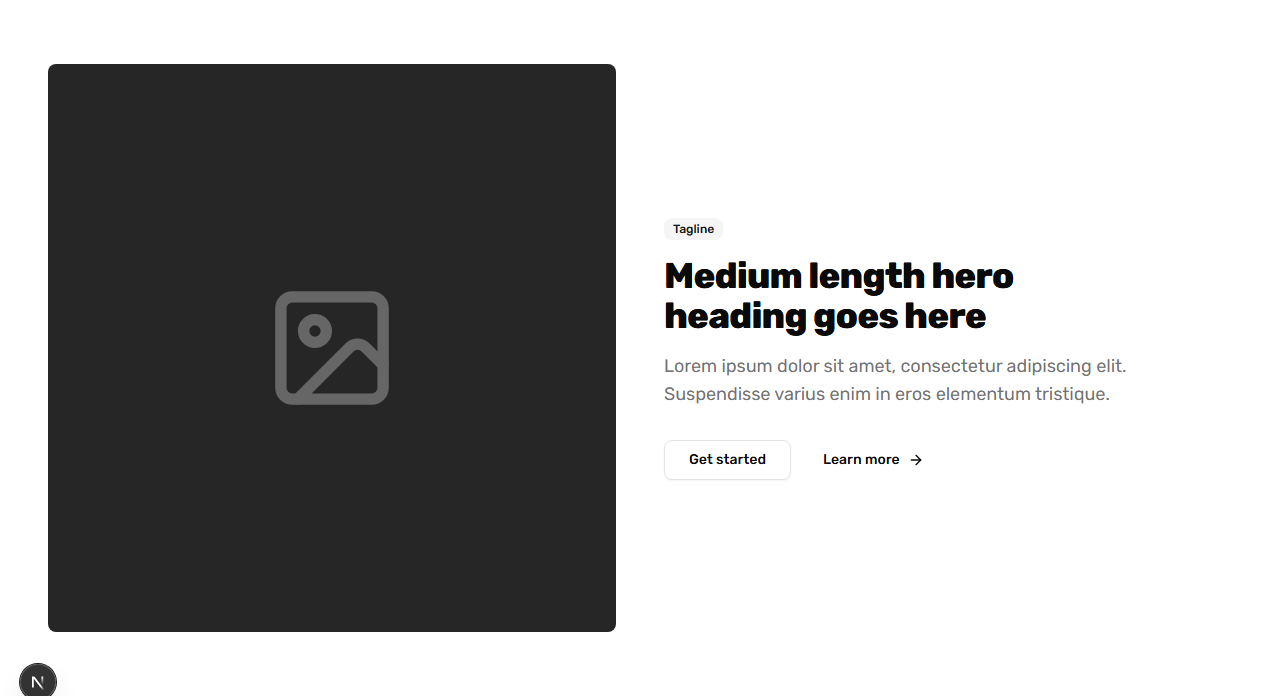 Tagline
Medium length hero
heading goes here
Lorem ipsum dolor sit amet, consectetur adipiscing elit.
Suspendisse varius enim in eros elementum tristique.
Get started
Learn more →
N